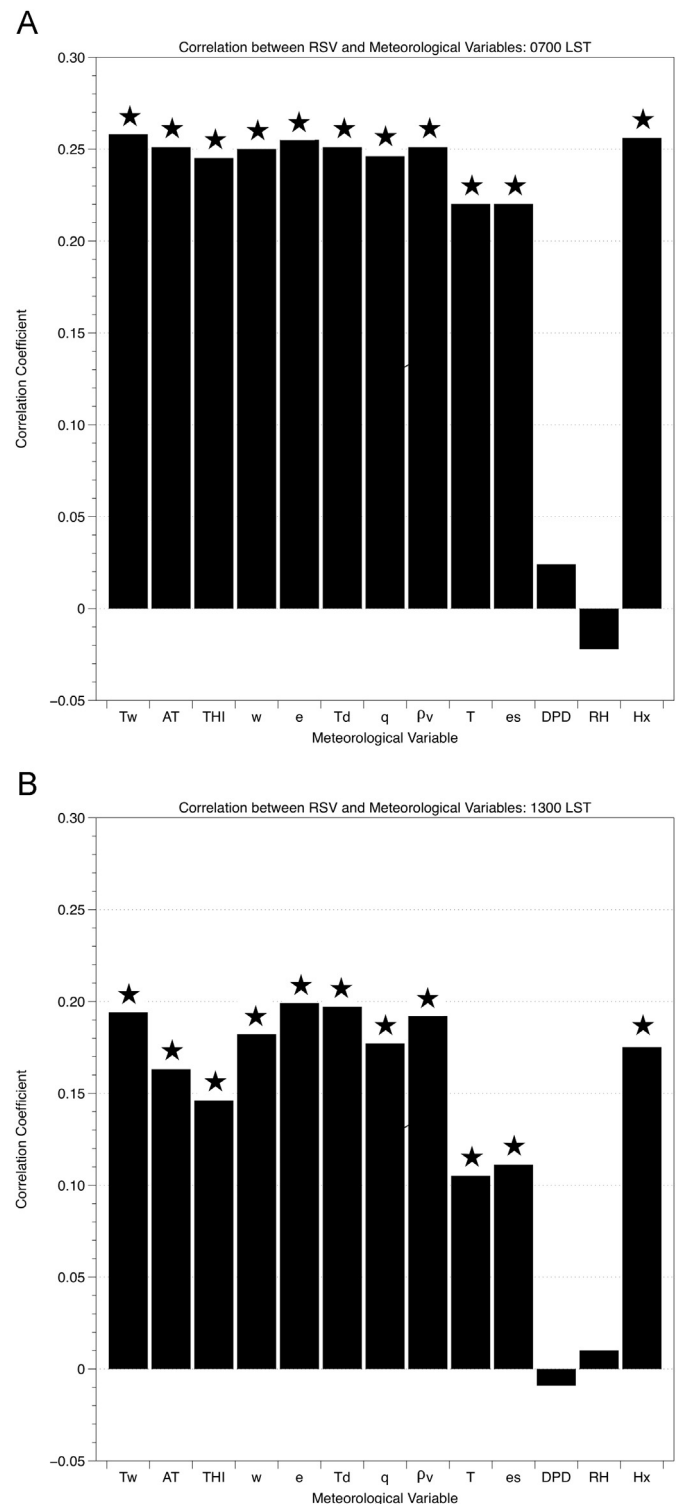 A
Correlation between RSV and Meteorological Variables: 0700 LST
0.30
0.25
0.20
0.15
0.10
0.05
0
−0.05
Correlation Coefficient
Tw AT THI w e Td q ρv T es DPD RH Hx
Meteorological Variable
B
Correlation between RSV and Meteorological Variables: 1300 LST
0.30
0.25
0.20
0.15
0.10
0.05
0
−0.05
Correlation Coefficient
Tw AT THI w e Td q ρv T es DPD RH Hx
Meteorological Variable